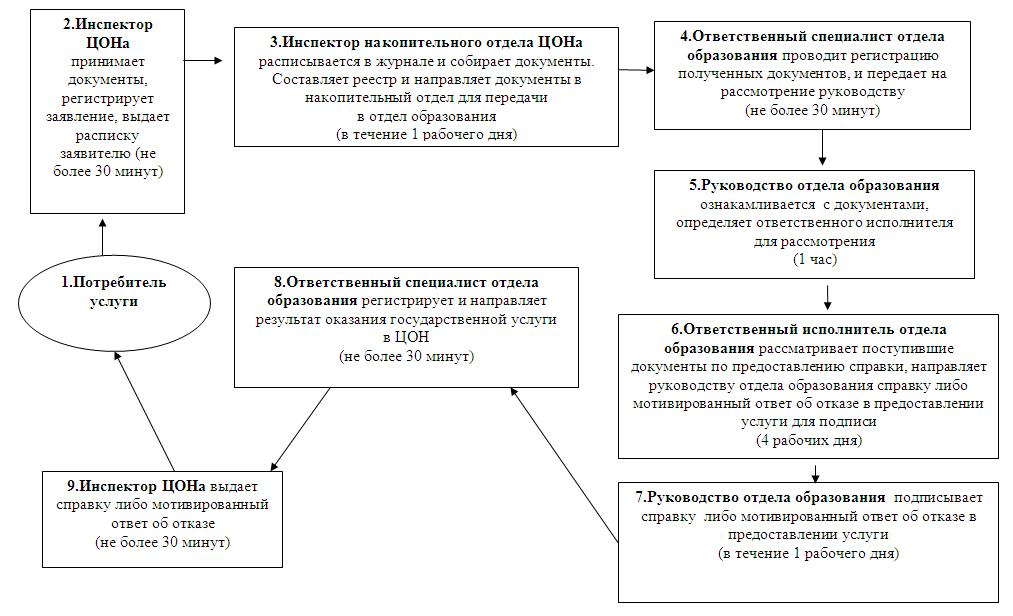 1.Потребитель
услуги
2.Инспектор
ЦОНа
принимает
документы,
регистрирует
заявление, выдает
расписку
заявителю (не
более 30 минут)
3.Инспектор накопительного отдела ЦОНа
расписывается в журнале и собирает документы.
Составляет реестр и направляет документы в
накопительный отдел для передачи
в отдел образования
(в течение 1 рабочего дня)
4.Ответственный специалист отдела
образования проводит регистрацию
полученных документов, и передает на
рассмотрение руководству
(не более 30 минут)
5.Руководство отдела образования
ознакамливается с документами,
определяет ответственного исполнителя
для рассмотрения
(1 час)
6.Ответственный исполнитель отдела
образования рассматривает поступившие
документы по предоставлению справки, направляет
руководству отдела образования справку либо
мотивированный ответ об отказе в предоставлении
услуги для подписи
(4 рабочих дня)
7.Руководство отдела образования подписывает
справку либо мотивированный ответ об отказе в
предоставлении услуги
(в течение 1 рабочего дня)
8.Ответственный специалист отдела
образования регистрирует и направляет
результат оказания государственной услуги
в ЦОН
(не более 30 минут)
9.Инспектор ЦОНа выдает
справку либо мотивированный
ответ об отказе
(не более 30 минут)